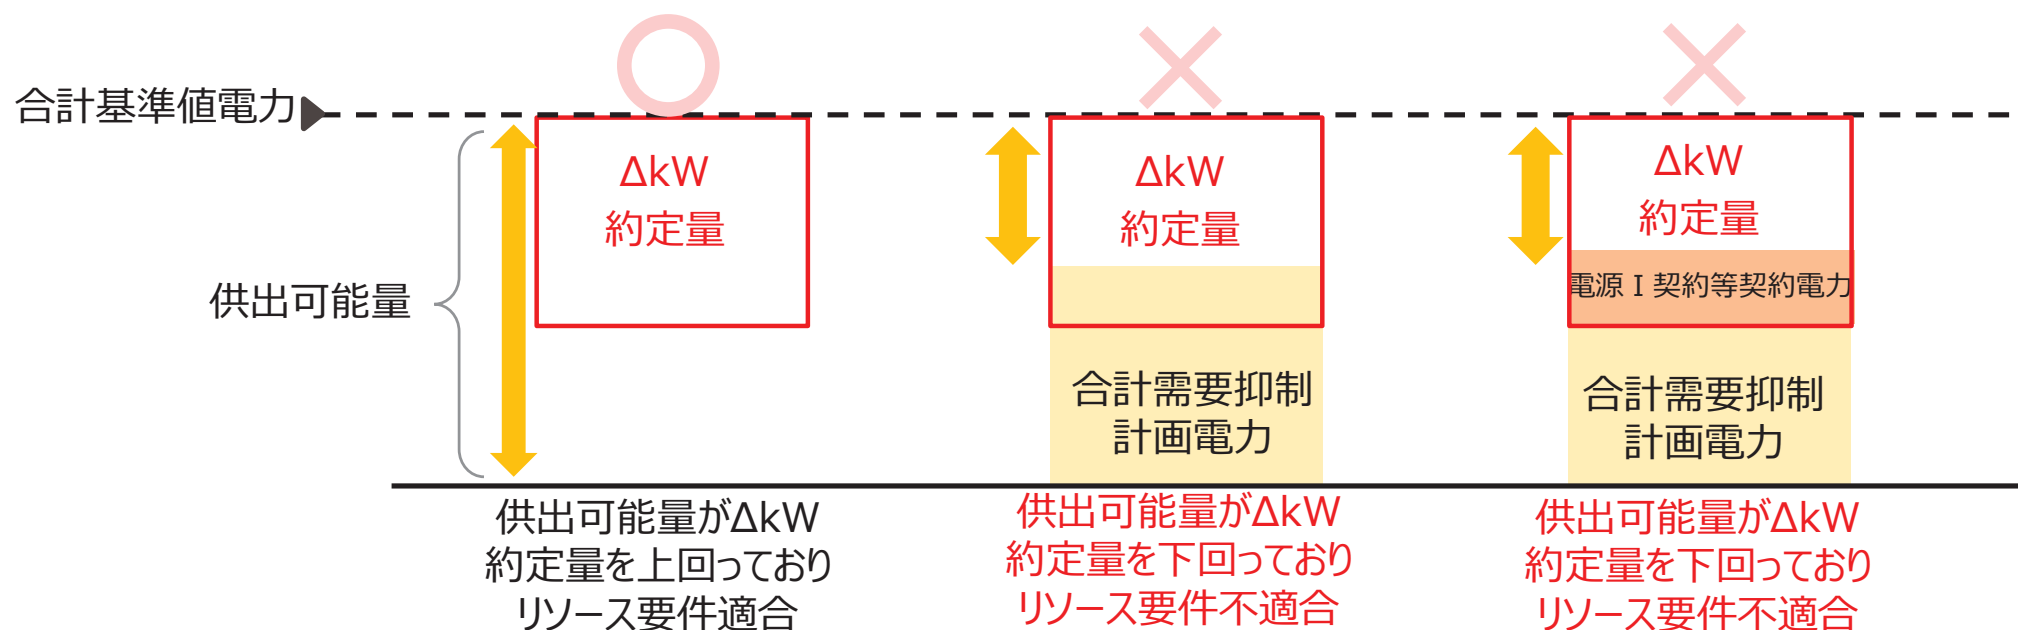 合計基準値電力
供出可能量
ΔkW
約定量
供出可能量がΔkW
約定量を上回っており
リソース要件適合
ΔkW
約定量
合計需要抑制
計画電力
供出可能量がΔkW
約定量を下回っており
リソース要件不適合
ΔkW
約定量
電源Ⅰ契約等契約電力
合計需要抑制
計画電力
供出可能量がΔkW
約定量を下回っており
リソース要件不適合